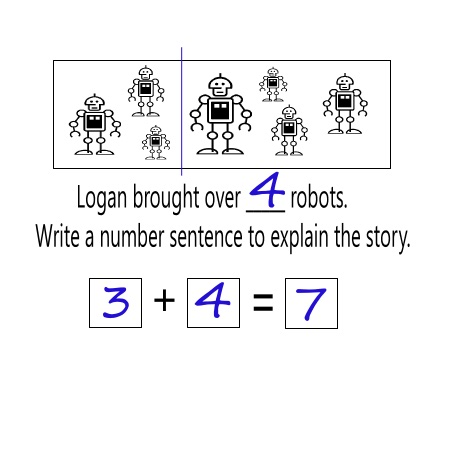 Logan brought over 4 robots.
Write a number sentence to explain the story.
3 + 4 = 7